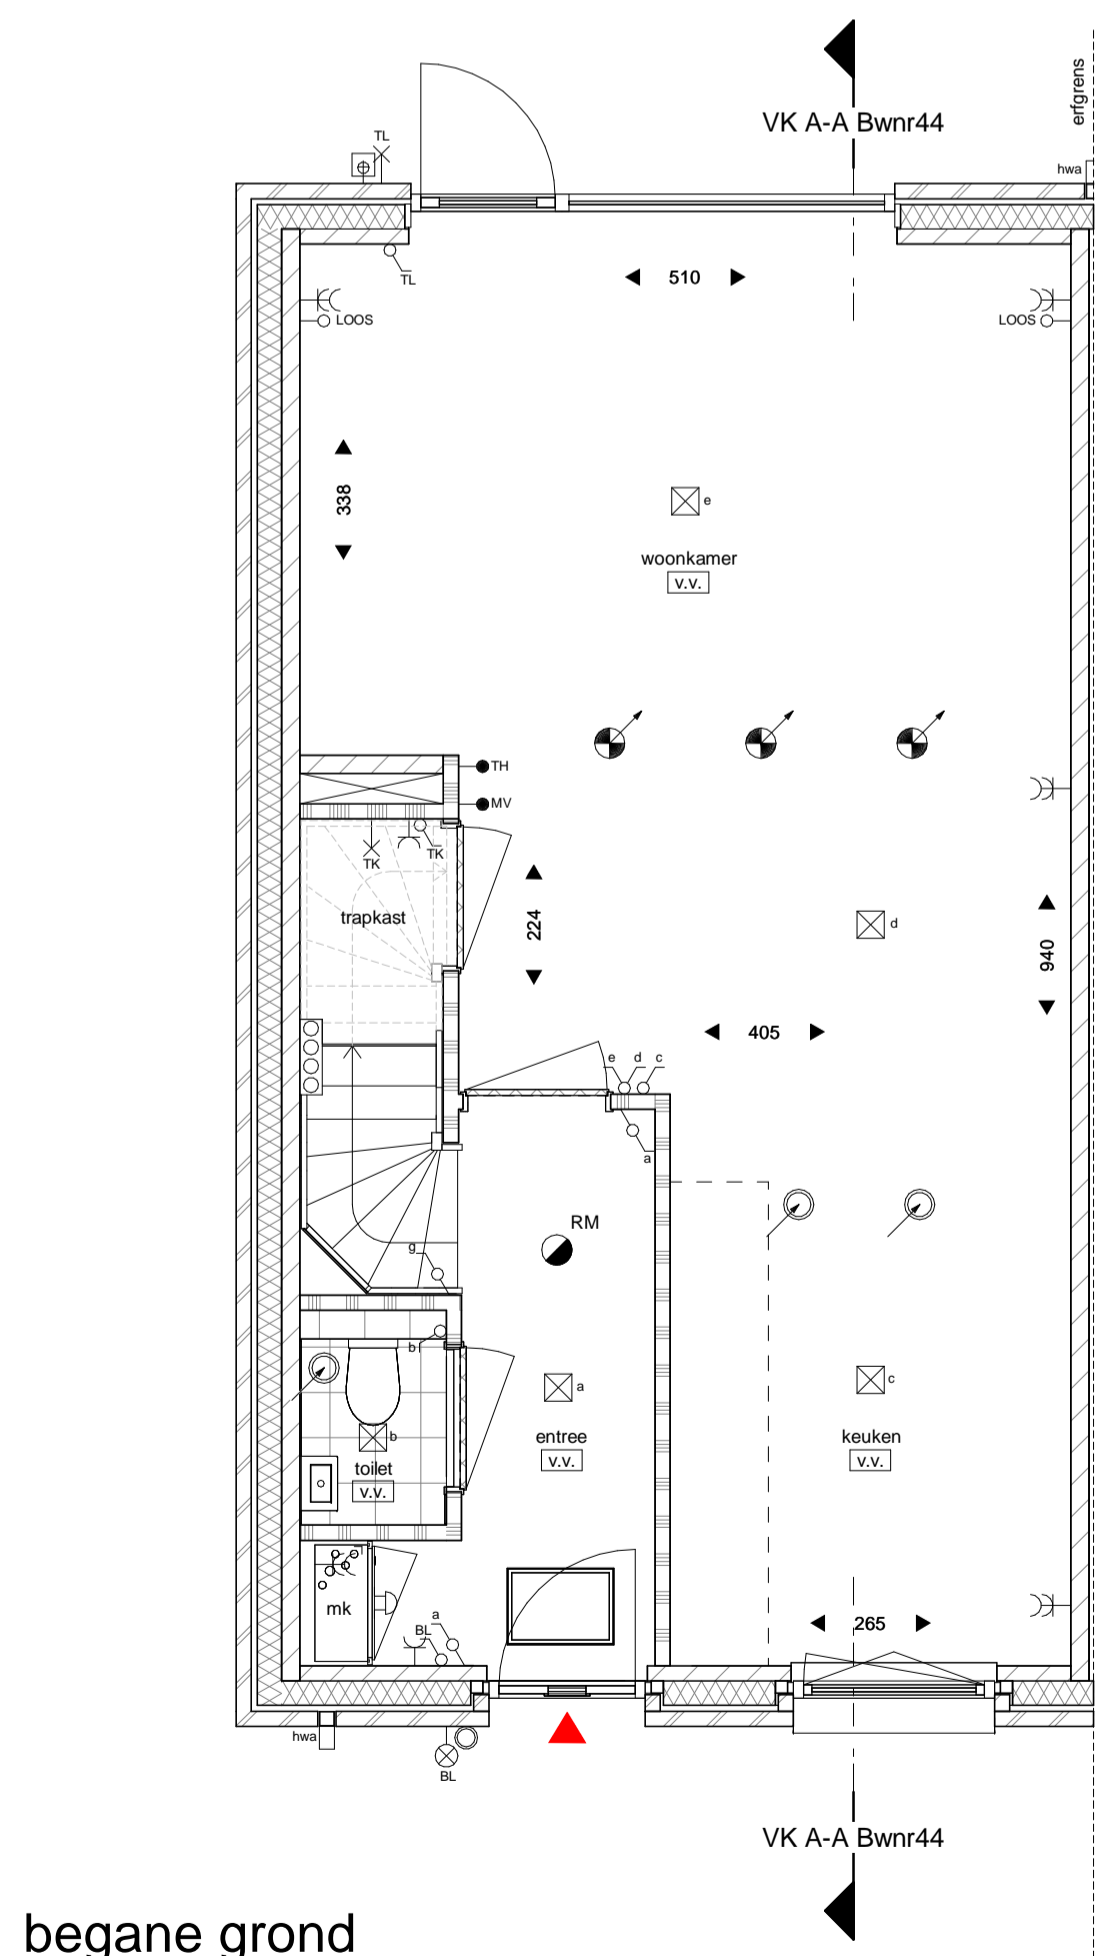 erfgrens
VK A-A Bwnr44
TL
hwa
TL
510
LOOS
LOOS
338
e
woonkamer
v.v.
TH
MV
TK
TK
trapkast
224
d
940
405
e d c
a
RM
g
b
a
c
b
entree
v.v.
keuken
v.v.
toilet
v.v.
mk
a
BL
265
hwa
BL
VK A-A Bwnr44
begane grond